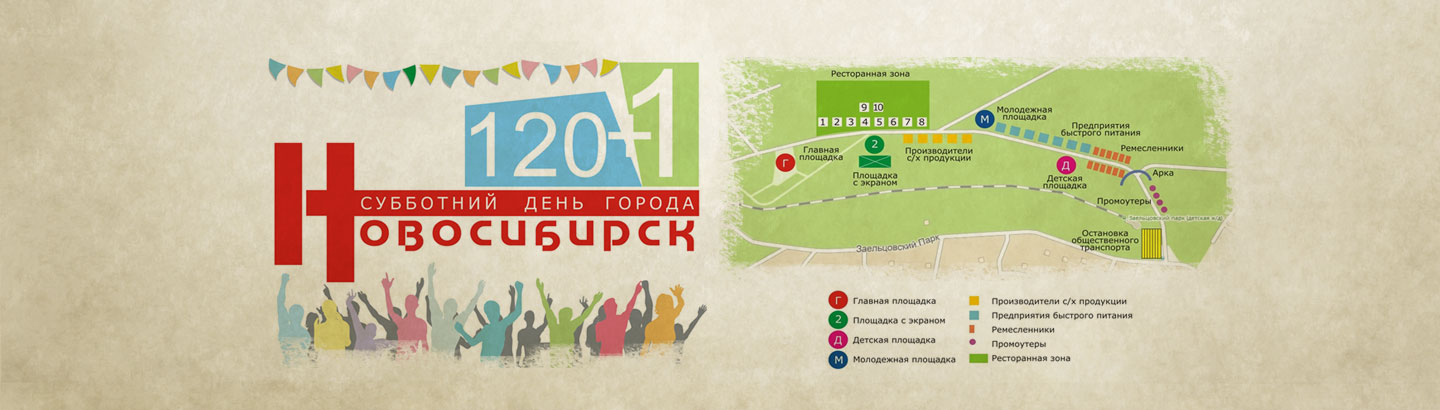 120+1
СУББОТНИЙ ДЕНЬ ГОРОДА
Новосибирск
Ресторанная зона
9 10
1 2 3 4 5 6 7 8
М
Молодежная
площадка
Предприятия
быстрого питания
Ремесленники
2
Г
Главная
площадка
Площадка
с экраном
Производители
с/х продукции
Д
Детская
площадка
Арка
Промоутеры
Заельцовский парк (детская ж/д)
Остановка
общественного
транспорта
Заельцовский Парк
Г Главная площадка
2 Площадка с экраном
Д Детская площадка
М Молодежная площадка
Производители с/х продукции
Предприятия быстрого питания
Ремесленники
Промоутеры
Ресторанная зона